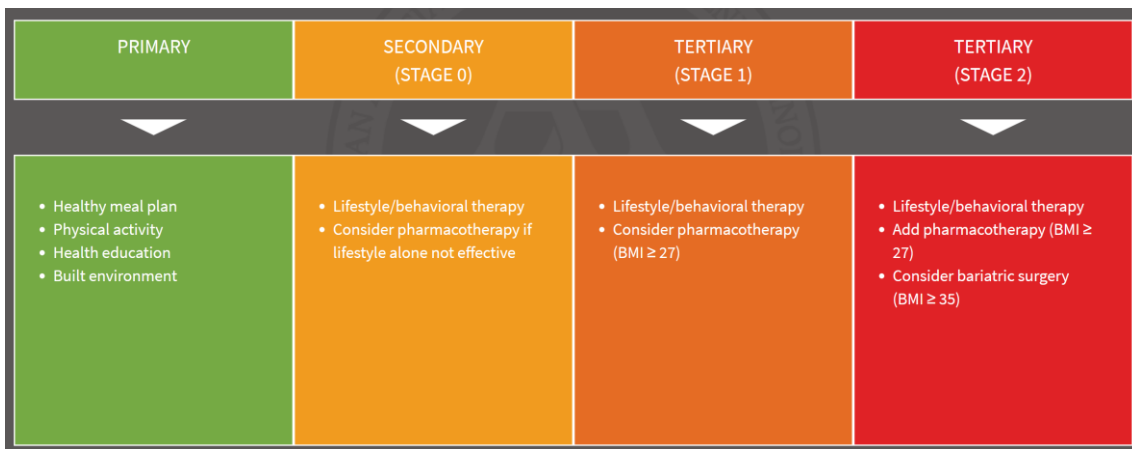 PRIMARY
SECONDARY
(STAGE 0)
TERTIARY
(STAGE 1)
TERTIARY
(STAGE 2)
• Healthy meal plan
• Physical activity
• Health education
• Built environment
• Lifestyle/behavioral therapy
• Consider pharmacotherapy if
lifestyle alone not effective
• Lifestyle/behavioral therapy
• Consider pharmacotherapy
(BMI ≥ 27)
• Lifestyle/behavioral therapy
• Add pharmacotherapy (BMI ≥
27)
• Consider bariatric surgery
(BMI ≥ 35)